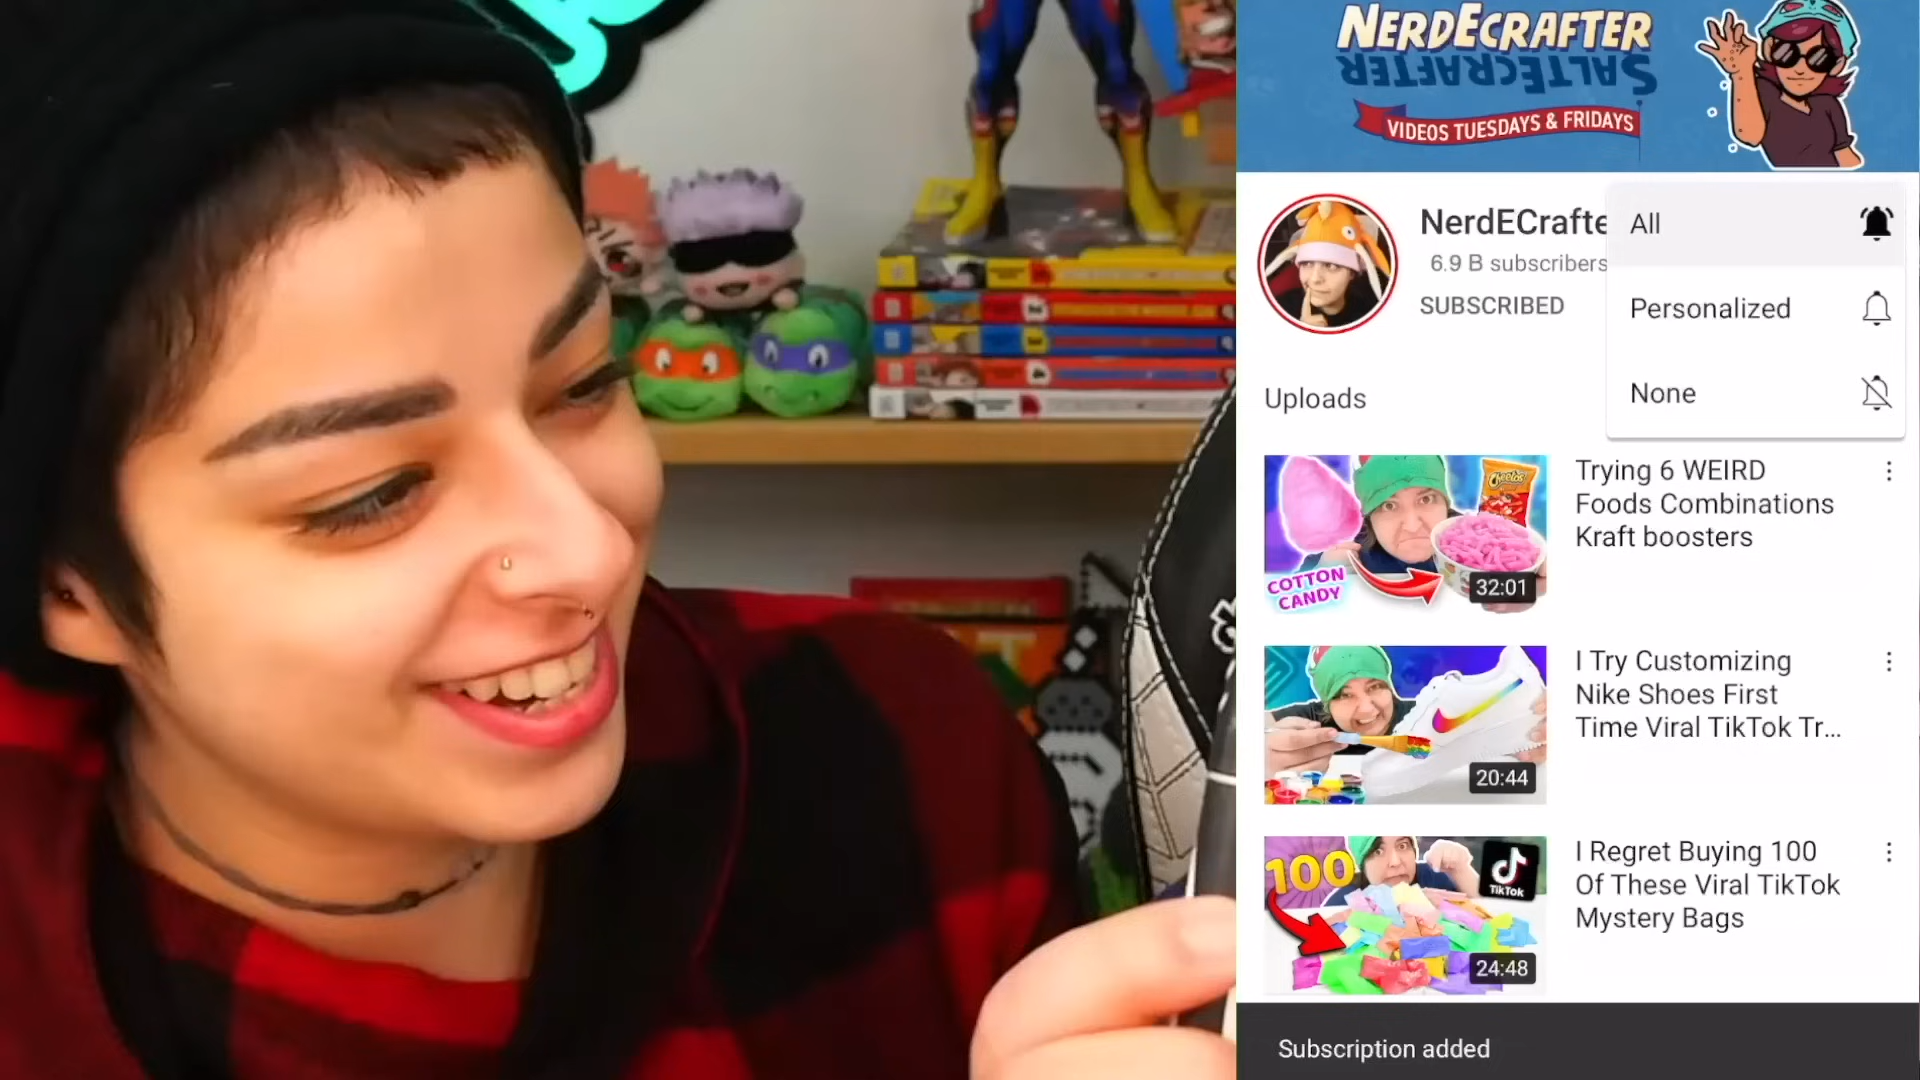 NERDECRAFTER
SALTECRAFTER
VIDEOS TUESDAYS & FRIDAYS
NerdECrafte
6.9 B subscribers
SUBSCRIBED
All
Personalized
None
Uploads
Cheetos
COTTON
CANDY
32:01
Trying 6 WEIRD
Foods Combinations
Kraft boosters
20:44
I Try Customizing
Nike Shoes First
Time Viral TikTok Tr...
100
TikTok
24:48
I Regret Buying 100
Of These Viral TikTok
Mystery Bags
Subscription added